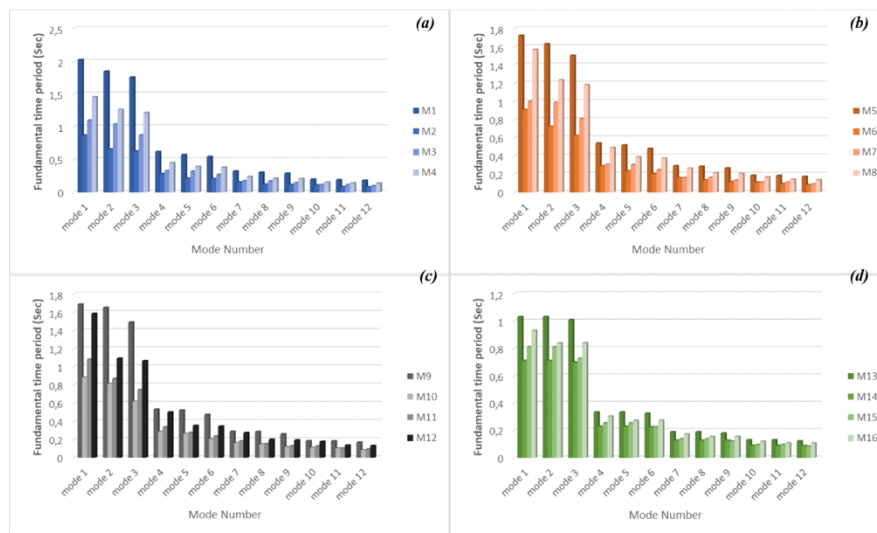 (a)
Fundamental time period (Sec)
2,5
2
1,5
1
0,5
0
mode 1
mode 2
mode 3
mode 4
mode 5
mode 6
mode 7
mode 8
mode 9
mode 10
mode 11
mode 12
Mode Number
M1
M2
M3
M4
(b)
Fundamental time period (Sec)
1,8
1,6
1,4
1,2
1
0,8
0,6
0,4
0,2
0
mode 1
mode 2
mode 3
mode 4
mode 5
mode 6
mode 7
mode 8
mode 9
mode 10
mode 11
mode 12
Mode Number
M5
M6
M7
M8
(c)
Fundamental time period (Sec)
1,8
1,6
1,4
1,2
1
0,8
0,6
0,4
0,2
0
mode 1
mode 2
mode 3
mode 4
mode 5
mode 6
mode 7
mode 8
mode 9
mode 10
mode 11
mode 12
Mode Number
M9
M10
M11
M12
(d)
Fundamental time period (Sec)
1,2
1
0,8
0,6
0,4
0,2
0
mode 1
mode 2
mode 3
mode 4
mode 5
mode 6
mode 7
mode 8
mode 9
mode 10
mode 11
mode 12
Mode Number
M13
M14
M15
M16